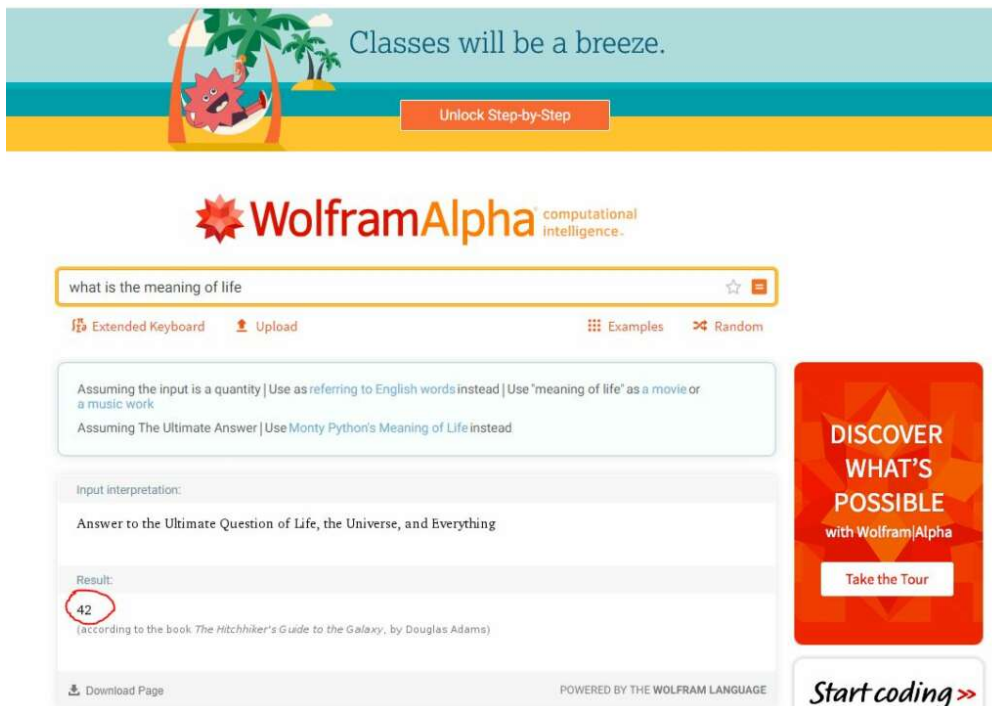 Classes will be a breeze.
Unlock Step-by-Step
WolframAlpha computational
intelligence.
what is the meaning of life
Extended Keyboard Upload Examples Random
Assuming the input is a quantity | Use as referring to English words instead | Use "meaning of life" as a movie or
a music work
Assuming The Ultimate Answer | Use Monty Python's Meaning of Life instead
Input interpretation:
Answer to the Ultimate Question of Life, the Universe, and Everything
Result:
42
(according to the book The Hitchhiker's Guide to the Galaxy, by Douglas Adams)
Download Page POWERED BY THE WOLFRAM LANGUAGE
DISCOVER
WHAT'S
POSSIBLE
with Wolfram|Alpha
Take the Tour
Start coding »